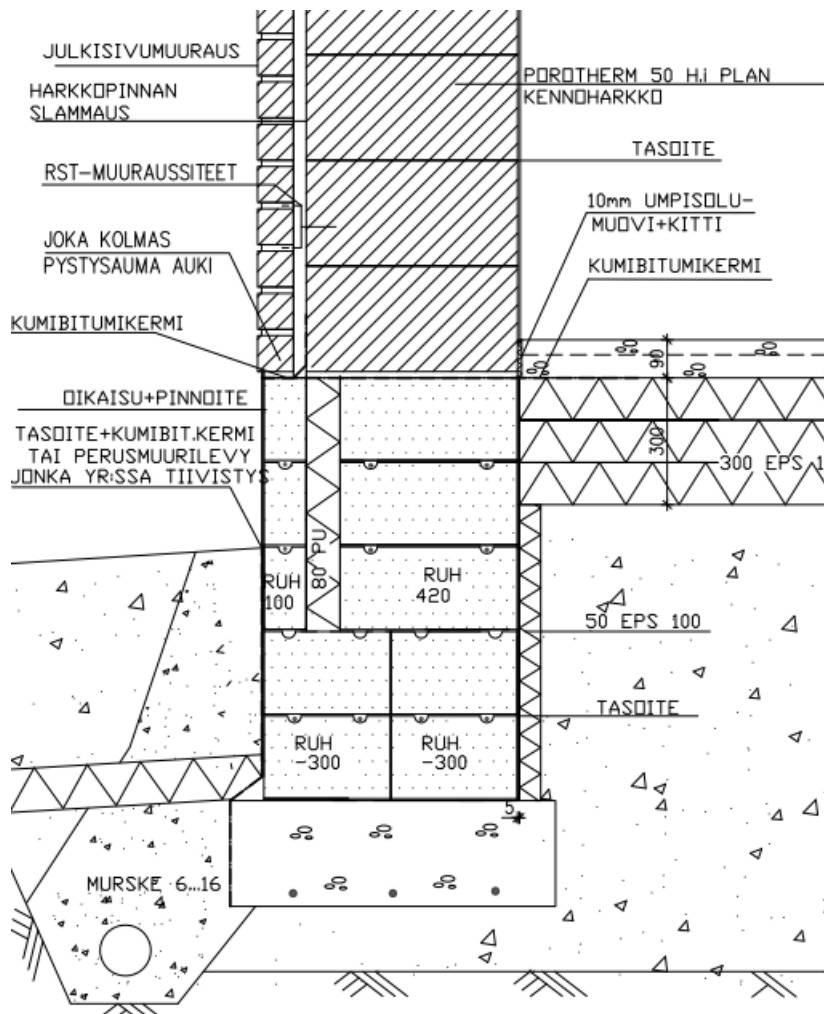 JULKISIVUMUURAUS
HARKKOPINNAN
SLAMMAUS
RST-MUURAUSSITEET
JOKA KOLMAS
PYSTYSAUMA AUKI
KUMIBITUMIKERMI
OIKAISU+PINNOITE
TASOITE+KUMIBIT.KERMI
TAI PERUSMUURILEVY
JONKA YR:SSA TIIVISTYS
POROTHERM 50 H.i PLAN
KENNOHARKKO
TASOITE
10mm UMPISOLU-
MUOVI+KITTI
KUMIBITUMIKERMI
90
300
300 EPS 1
80 PU
RUH
100
RUH
420
50 EPS 100
TASOITE
RUH
-300
RUH
-300
5
MURSKE 6...16